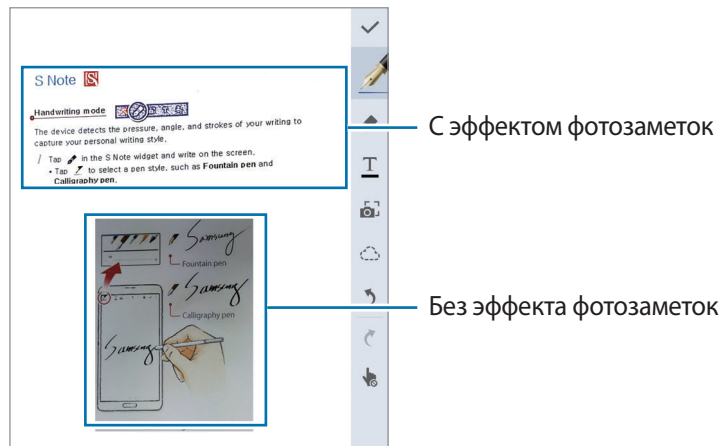 S Note
Handwriting mode
The device detects the pressure, angle, and strokes of your writing to
capture your personal writing style.
/ Tap in the S Note widget and write on the screen.
• Tap to select a pen style, such as Fountain pen and
Calligraphy pen.
С эффектом фотозаметок
T
Samsung
Fountain pen
Samsung
Calligraphy pen
Samsung
Без эффекта фотозаметок